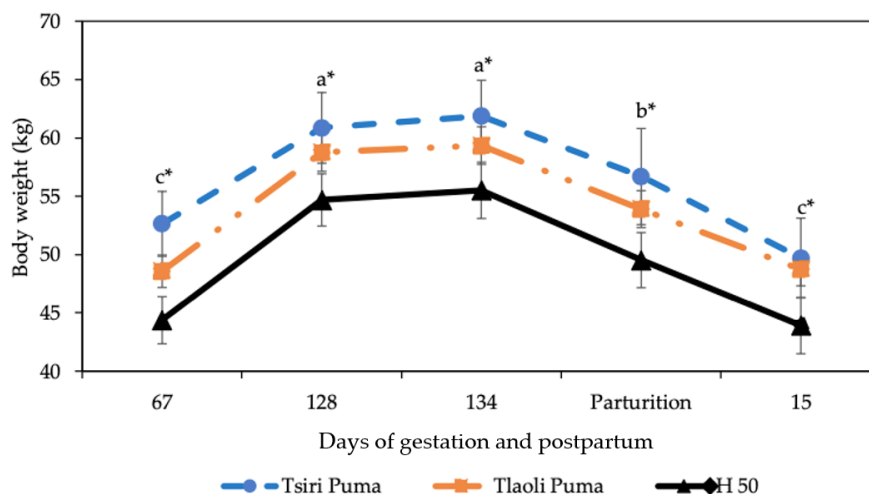 70
65
60
55
50
45
40
Body weight (kg)
c*
a*
a*
b*
c*
67
128
134
Parturition
15
Days of gestation and postpartum
Tsiri Puma
Tlaoli Puma
H 50